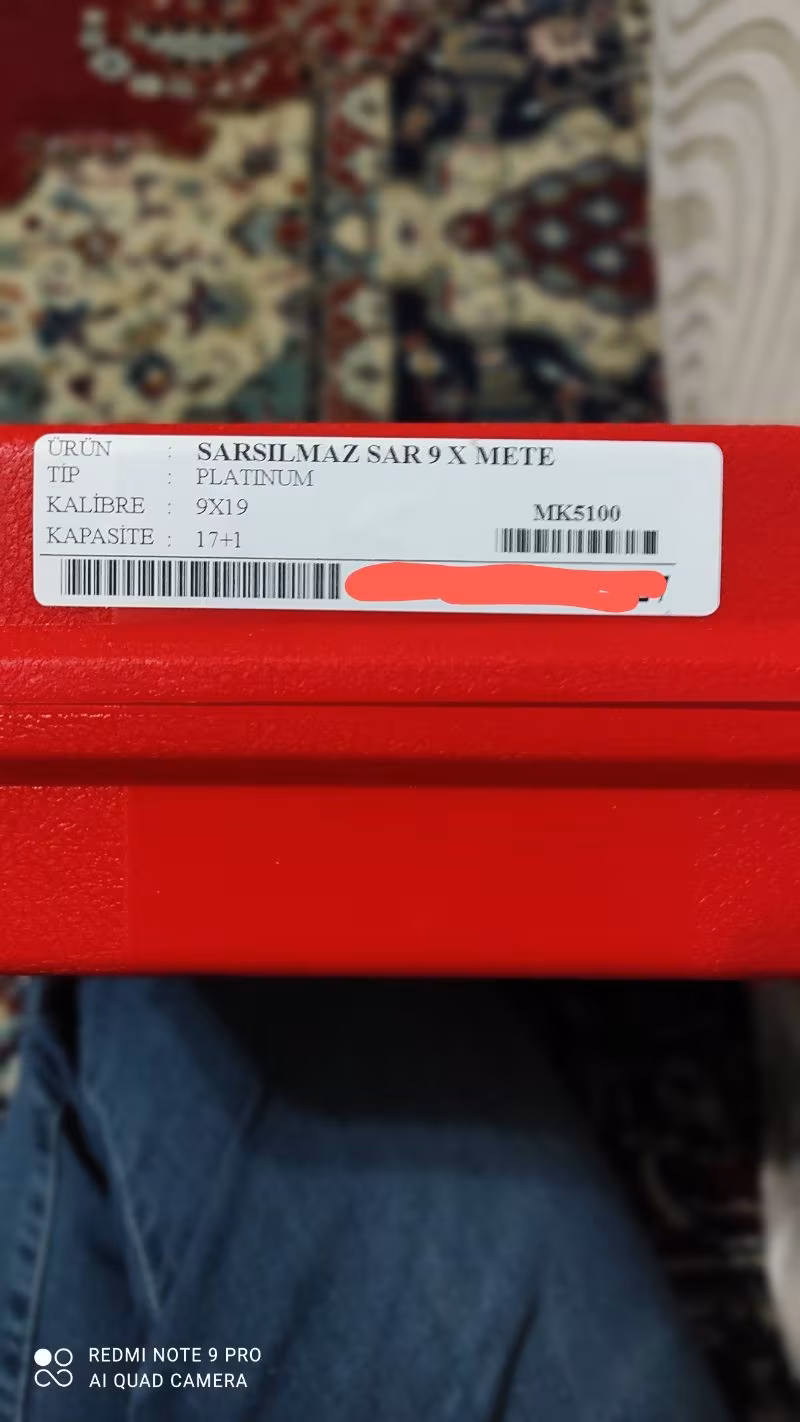 ÜRÜN : SARSILMAZ SAR 9 X METE
TİP : PLATINUM
KALİBRE : 9X19
KAPASİTE : 17+1
MK5100
REDMI NOTE 9 PRO
AI QUAD CAMERA